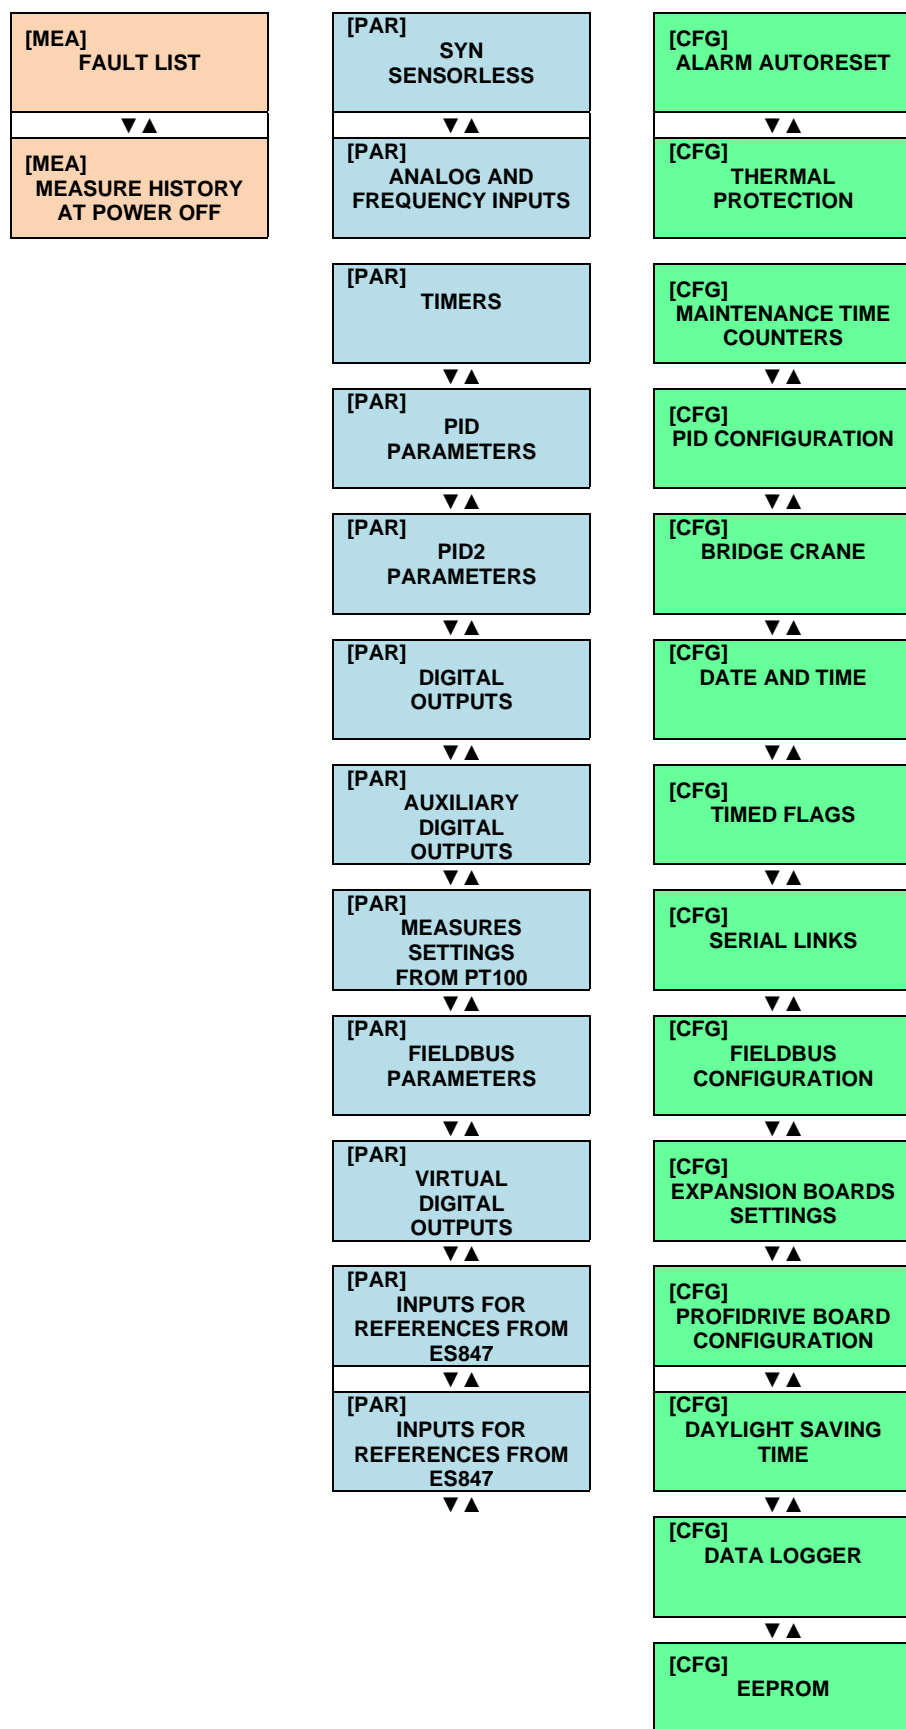 [MEA]
FAULT LIST
▼▲
[MEA]
MEASURE HISTORY
AT POWER OFF
[PAR]
SYN
SENSORLESS
▼▲
[PAR]
ANALOG AND
FREQUENCY INPUTS
[PAR]
TIMERS
▼▲
[PAR]
PID
PARAMETERS
▼▲
[PAR]
PID2
PARAMETERS
▼▲
[PAR]
DIGITAL
OUTPUTS
▼▲
[PAR]
AUXILIARY
DIGITAL
OUTPUTS
▼▲
[PAR]
MEASURES
SETTINGS
FROM PT100
▼▲
[PAR]
FIELDBUS
PARAMETERS
▼▲
[PAR]
VIRTUAL
DIGITAL
OUTPUTS
▼▲
[PAR]
INPUTS FOR
REFERENCES FROM
ES847
▼▲
[PAR]
INPUTS FOR
REFERENCES FROM
ES847
▼▲
[CFG]
ALARM AUTORESET
▼▲
[CFG]
THERMAL
PROTECTION
[CFG]
MAINTENANCE TIME
COUNTERS
▼▲
[CFG]
PID CONFIGURATION
▼▲
[CFG]
BRIDGE CRANE
▼▲
[CFG]
DATE AND TIME
▼▲
[CFG]
TIMED FLAGS
▼▲
[CFG]
SERIAL LINKS
▼▲
[CFG]
FIELDBUS
CONFIGURATION
▼▲
[CFG]
EXPANSION BOARDS
SETTINGS
▼▲
[CFG]
PROFIDRIVE BOARD
CONFIGURATION
▼▲
[CFG]
DAYLIGHT SAVING
TIME
▼▲
[CFG]
DATA LOGGER
▼▲
[CFG]
EEPROM